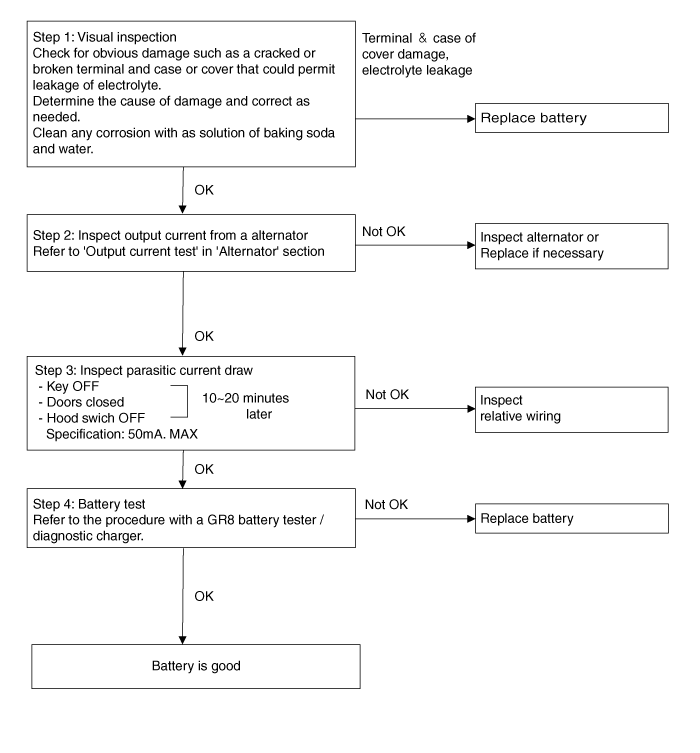 Step 1: Visual inspection
Check for obvious damage such as a cracked or
broken terminal and case or cover that could permit
leakage of electrolyte.
Determine the cause of damage and correct as
needed.
Clean any corrosion with as solution of baking soda
and water.
Terminal & case of
cover damage,
electrolyte leakage
Replace battery
OK
Step 2: Inspect output current from a alternator
Refer to 'Output current test' in 'Alternator' section
Not OK
Inspect alternator or
Replace if necessary
OK
Step 3: Inspect parasitic current draw
- Key OFF
- Doors closed
- Hood swich OFF
Specification: 50mA. MAX
10~20 minutes
later
Not OK
Inspect
relative wiring
OK
Step 4: Battery test
Refer to the procedure with a GR8 battery tester /
diagnostic charger.
Not OK
Replace battery
OK
Battery is good